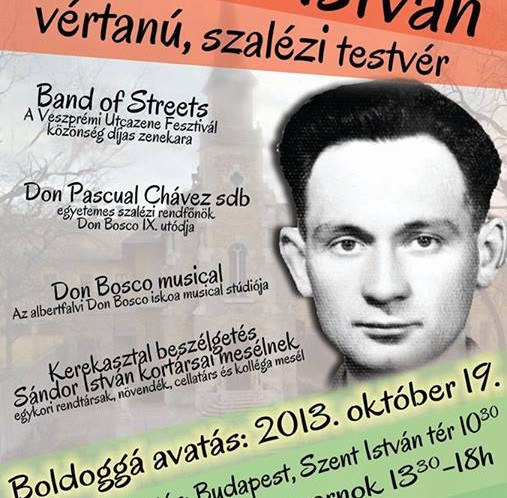 István
vértanú, szalézi testvér
Band of Streets
A Veszprémi Utcazene Fesztivál
közönség díjas zenekara
Don Pascual Chávez sdb
egyetemes szalézi rendfőnök
Don Bosco IX. utódja
Don Bosco musical
Az albertfalvi Don Bosco iskoa musical stúdiója
Kerekasztal beszélgetés
Sándor István kortársai mesélnek
egykori rendtársak, növendék, cellatárs és kolléga mesél
Boldoggá avatás: 2013. október 19.
Budapest, Szent István tér 10³⁰
13³⁰-18h